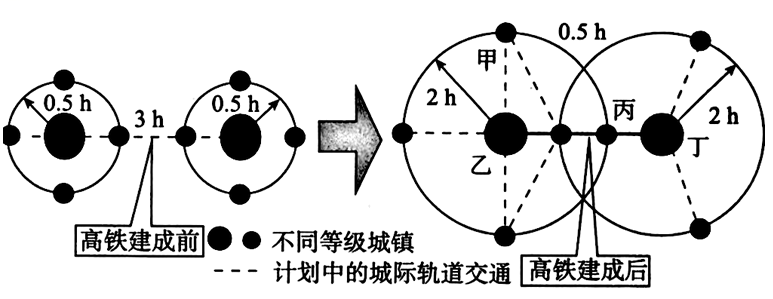 0.5 h
3 h
0.5 h
高铁建成前
0.5 h
甲
2 h
乙
丙
丁
2 h
高铁建成后
不同等级城镇
计划中的城际轨道交通